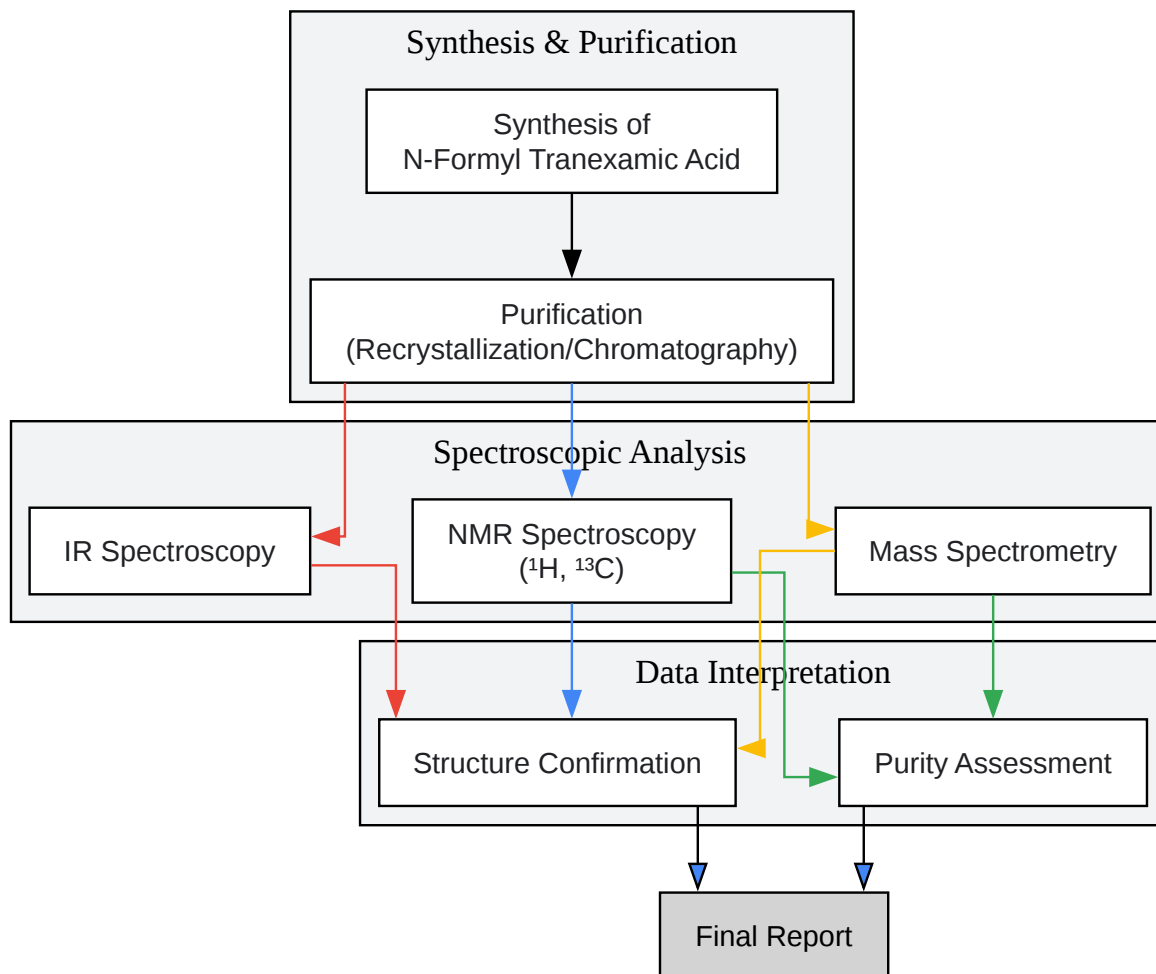 Synthesis & Purification
Synthesis of
N-Formyl Tranexamic Acid
Purification
(Recrystallization/Chromatography)
Spectroscopic Analysis
IR Spectroscopy
NMR Spectroscopy
(¹H, ¹³C)
Mass Spectrometry
Data Interpretation
Structure Confirmation
Purity Assessment
Final Report